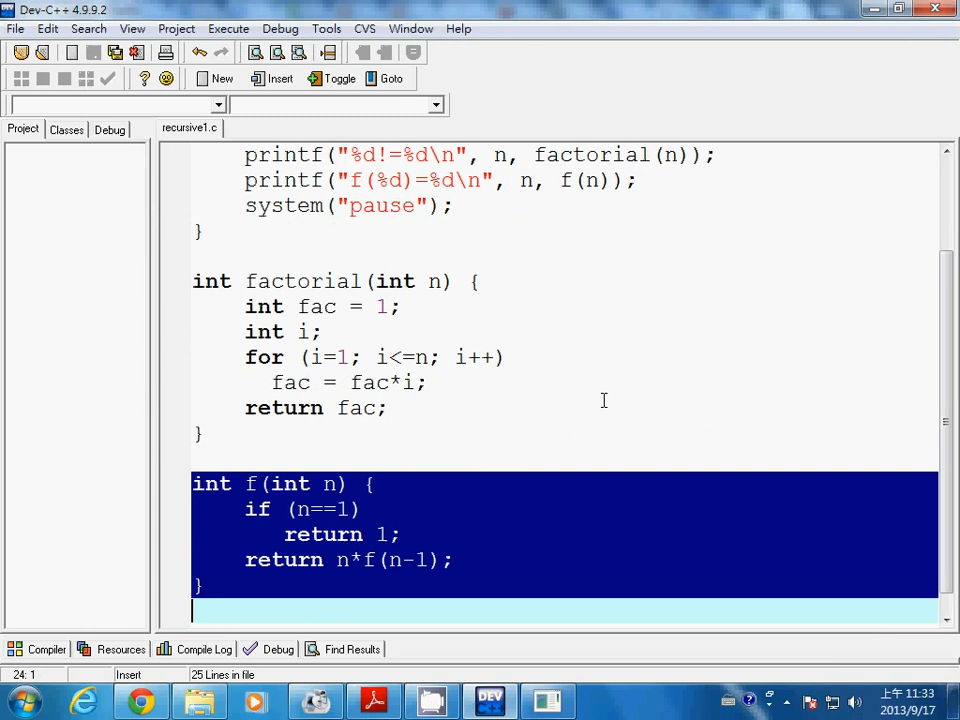 Dev-C++ 4.9.9.2
File Edit Search View Project Execute Debug Tools CVS Window Help
New Insert Toggle Goto
Project Classes Debug recursive1.c
printf("%d!=%d\n", n, factorial(n));
printf("f(%d)=%d\n", n, f(n));
system("pause");
}
int factorial(int n) {
int fac = 1;
int i;
for (i=1; i<=n; i++)
fac = fac*i;
return fac;
}
int f(int n) {
if (n==1)
return 1;
return n*f(n-1);
}
Compiler Resources Compile Log Debug Find Results
24: 1 Insert 25 Lines in file
DEV C++
上午 11:33
2013/9/17